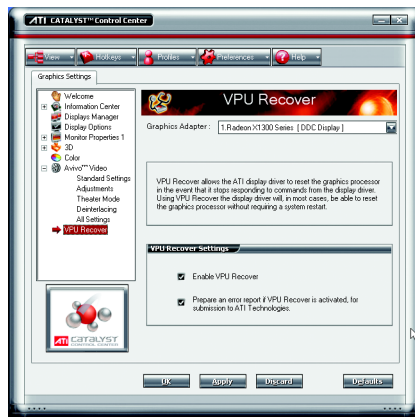 ATI CATALYST™ Control Center
View
Hotkeys
Profiles
Preferences
Help
Graphics Settings
Welcome
Information Center
Displays Manager
Display Options
Monitor Properties 1
3D
Color
Avivo™ Video
Standard Settings
Adjustments
Theater Mode
Deinterlacing
All Settings
VPU Recover
VPU Recover
Graphics Adapter :
1.Radeon X1300 Series [ DDC Display ]
VPU Recover allows the ATI display driver to reset the graphics processor
in the event that it stops responding to commands from the display driver.
Using VPU Recover the display driver will, in most cases, be able to reset
the graphics processor without requiring a system restart.
VPU Recover Settings
Enable VPU Recover
Prepare an error report if VPU Recover is activated, for
submission to ATI Technologies.
ATI CATALYST
CONTROL CENTER
OK
Apply
Discard
Defaults